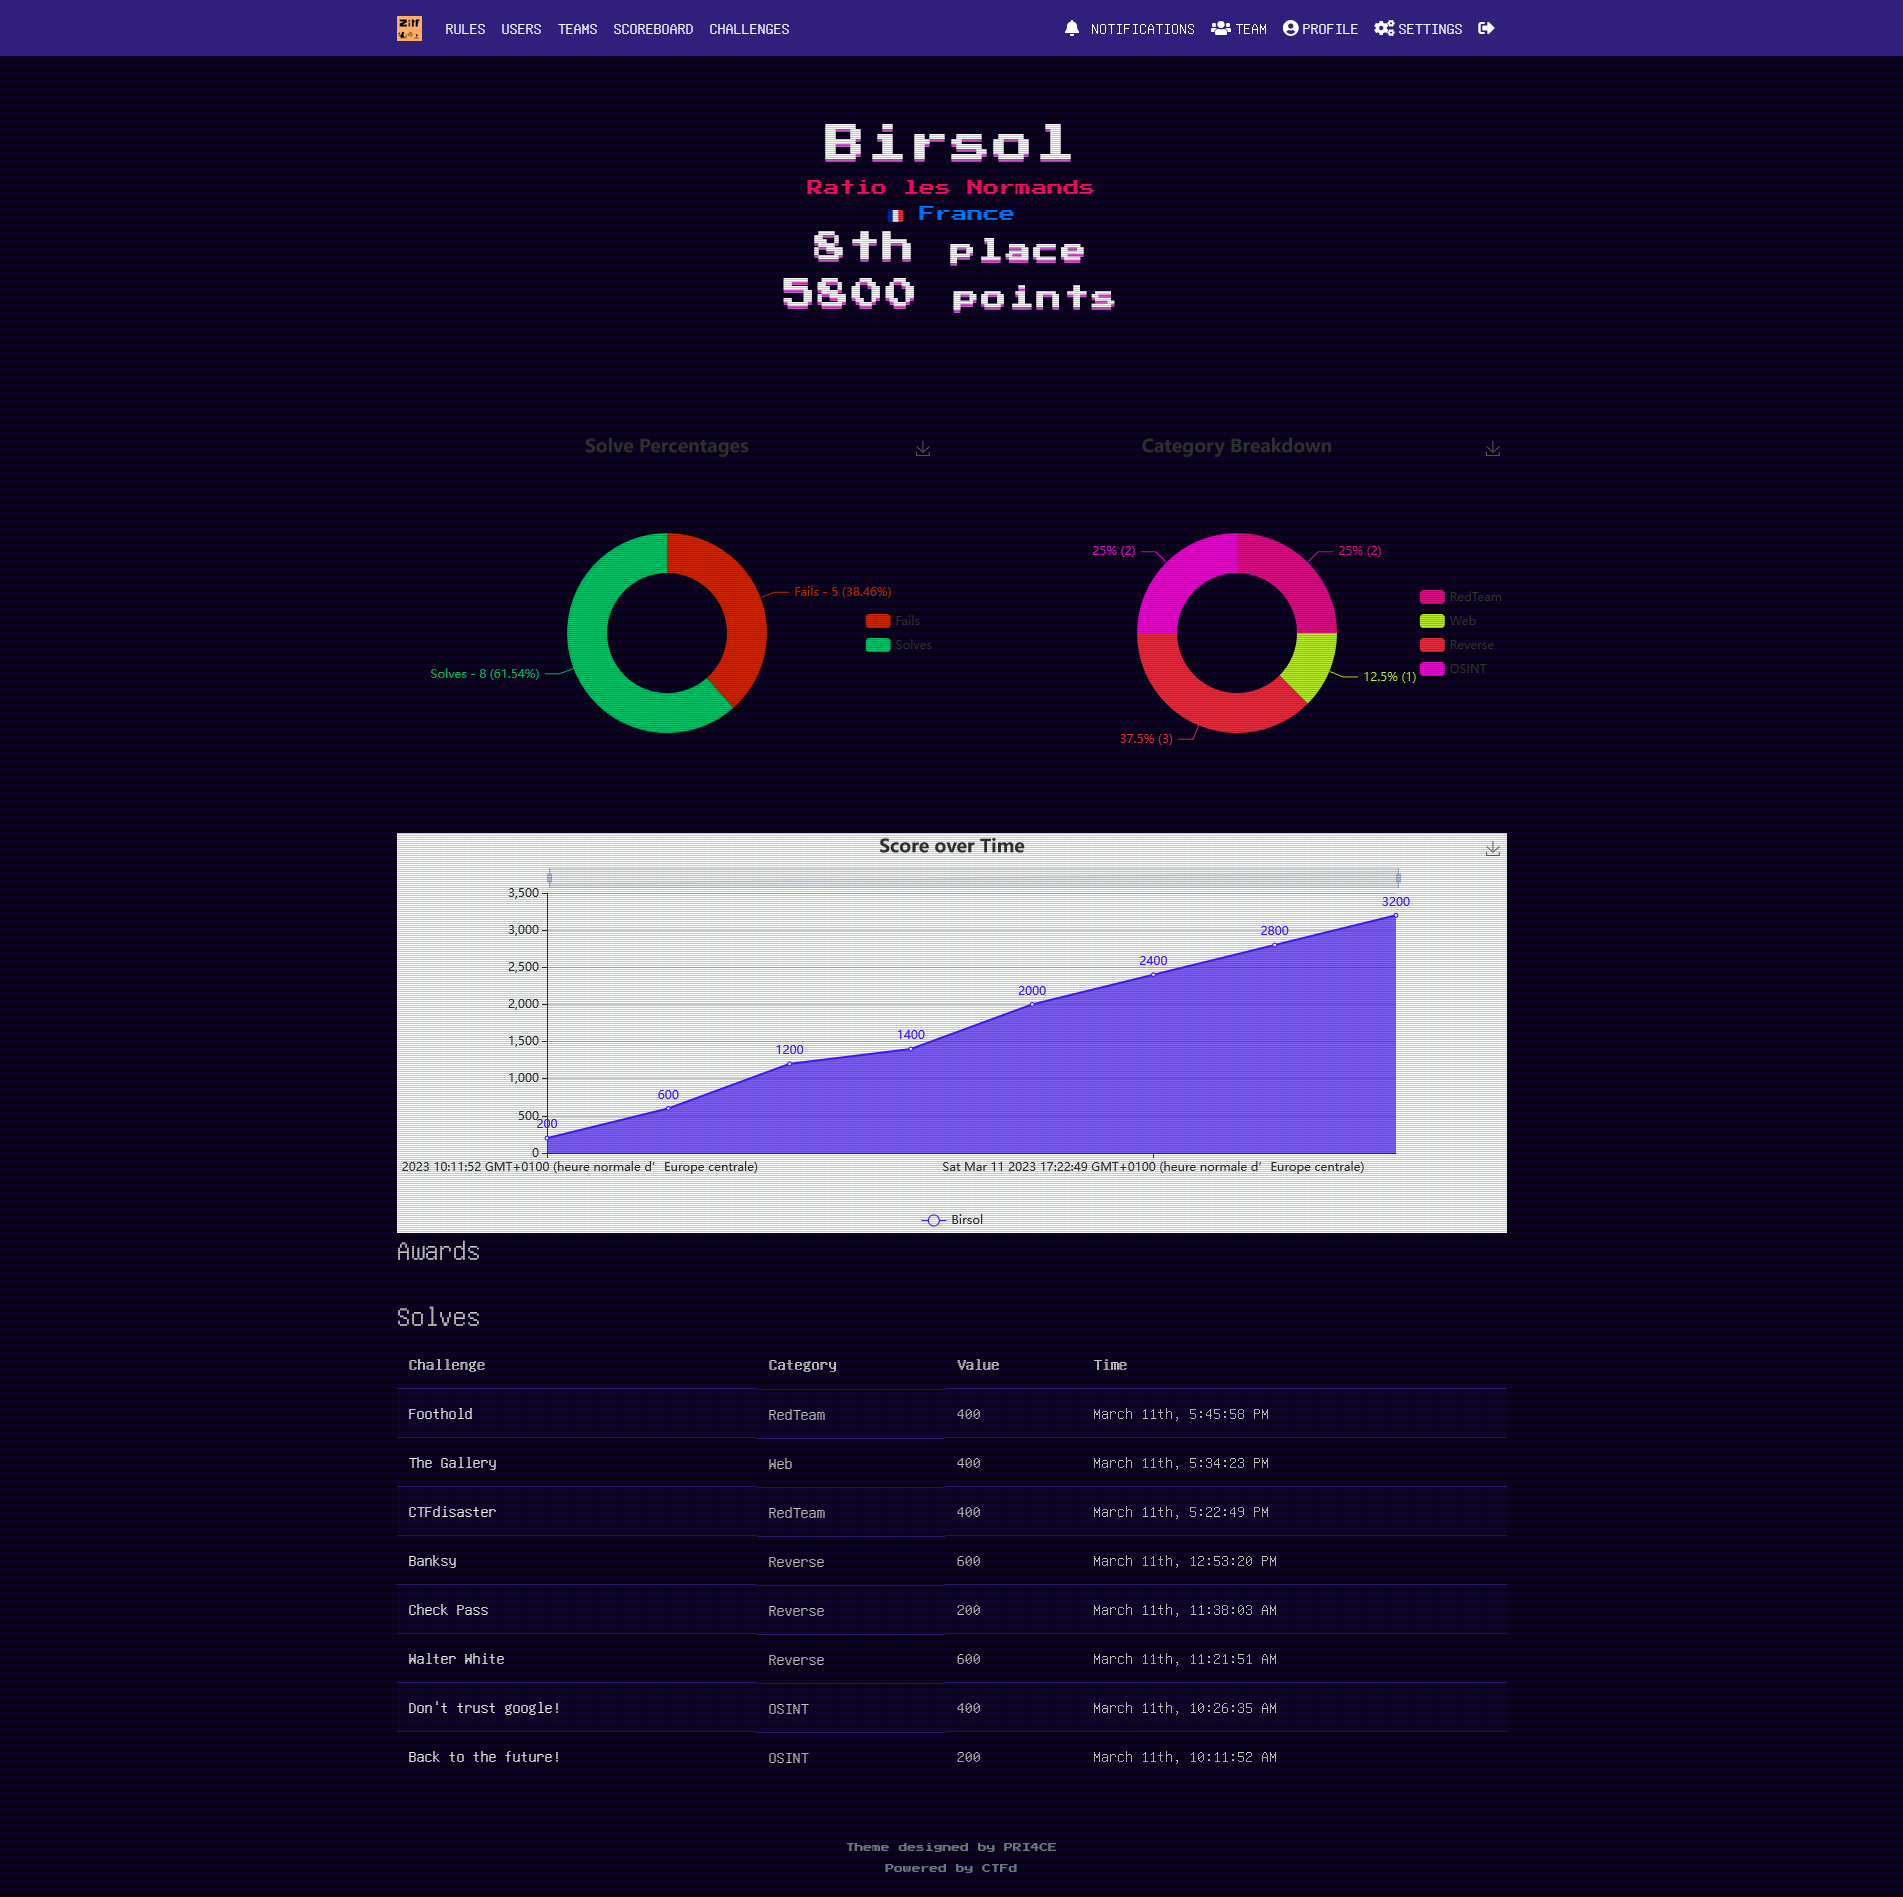 Zitf
RULES USERS TEAMS SCOREBOARD CHALLENGES NOTIFICATIONS TEAM PROFILE SETTINGS
Birsol
Ratio les Normands
France
8th place
5800 points
Solve Percentages
Fails - 5 (38.46%)
Solves - 8 (61.54%)
Fails
Solves
Category Breakdown
25% (2)
25% (2)
12.5% (1)
37.5% (3)
RedTeam
Web
Reverse
OSINT
Score over Time
3,500
3,000
2,500
2,000
1,500
1,000
500
0
200
600
1200
1400
2000
2400
2800
3200
2023 10:11:52 GMT+0100 (heure normale d’Europe centrale)
Sat Mar 11 2023 17:22:49 GMT+0100 (heure normale d’Europe centrale)
Birsol
Awards
Solves
Challenge Category Value Time
Foothold RedTeam 400 March 11th, 5:45:58 PM
The Gallery Web 400 March 11th, 5:34:23 PM
CTFdisaster RedTeam 400 March 11th, 5:22:49 PM
Banksy Reverse 600 March 11th, 12:53:20 PM
Check Pass Reverse 200 March 11th, 11:38:03 AM
Walter White Reverse 600 March 11th, 11:21:51 AM
Don't trust google! OSINT 400 March 11th, 10:26:35 AM
Back to the future! OSINT 200 March 11th, 10:11:52 AM
Theme designed by PRI4CE
Powered by CTFd